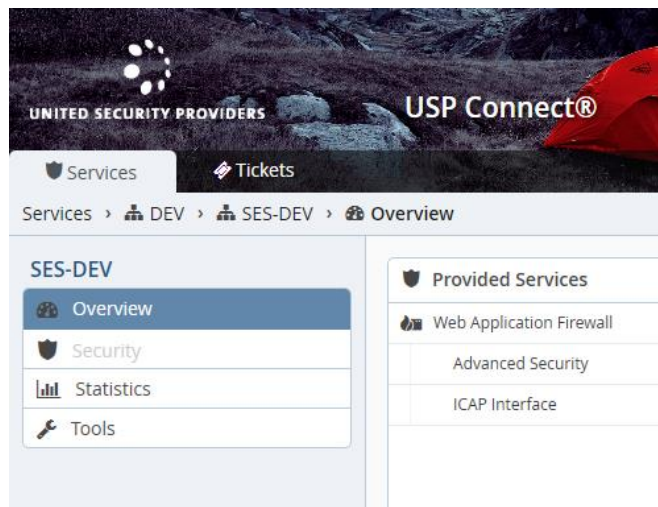 UNITED SECURITY PROVIDERS
USP Connect®
Services
Tickets
Services › DEV › SES-DEV › Overview
SES-DEV
Overview
Security
Statistics
Tools
Provided Services
Web Application Firewall
Advanced Security
ICAP Interface